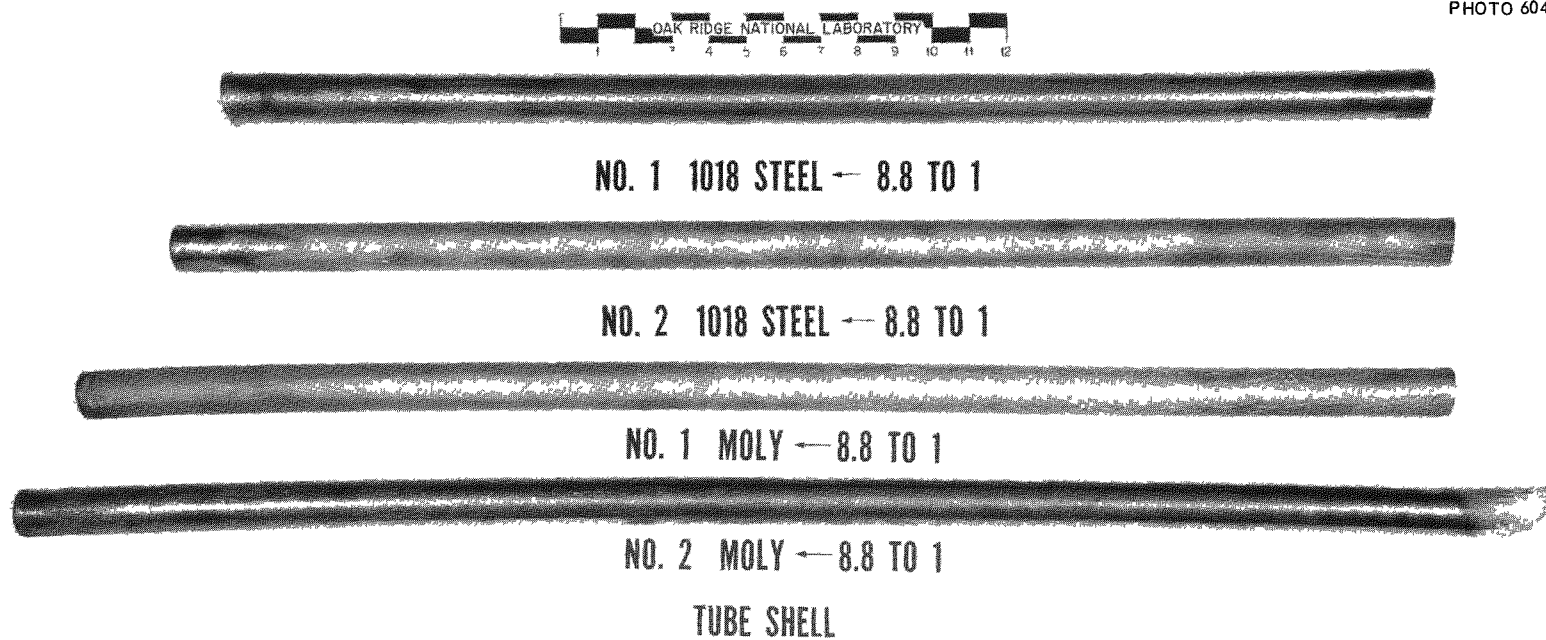 PHOTO 604
OAK RIDGE NATIONAL LABORATORY
1 3 4 5 6 7 8 9 10 11 12
NO. 1 1018 STEEL ← 8.8 TO 1
NO. 2 1018 STEEL ← 8.8 TO 1
NO. 1 MOLY ← 8.8 TO 1
NO. 2 MOLY ← 8.8 TO 1
TUBE SHELL